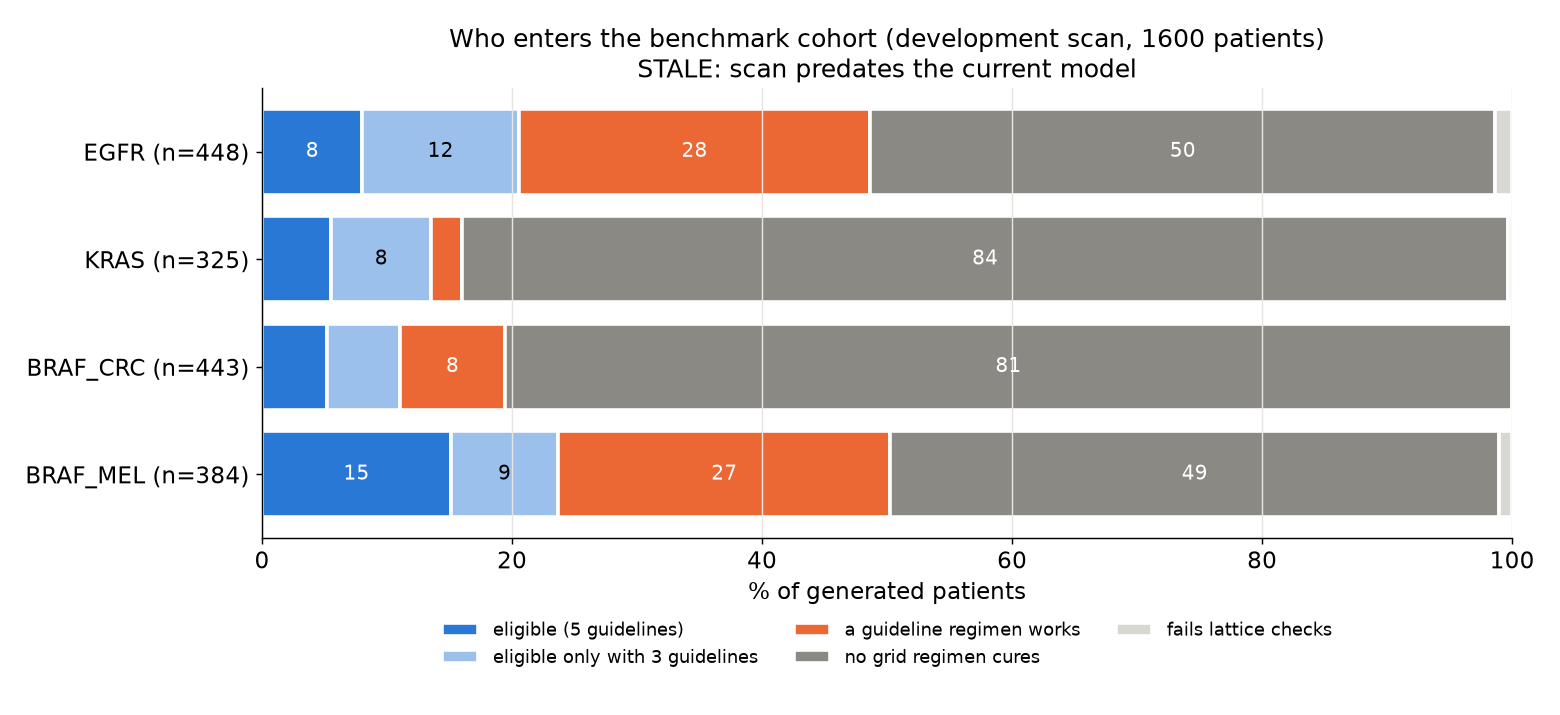 Who enters the benchmark cohort (development scan, 1600 patients)
STALE: scan predates the current model
EGFR (n=448)
8
12
28
50
KRAS (n=325)
8
84
BRAF_CRC (n=443)
8
81
BRAF_MEL (n=384)
15
9
27
49
0
20
40
60
80
100
% of generated patients
eligible (5 guidelines)
a guideline regimen works
fails lattice checks
eligible only with 3 guidelines
no grid regimen cures